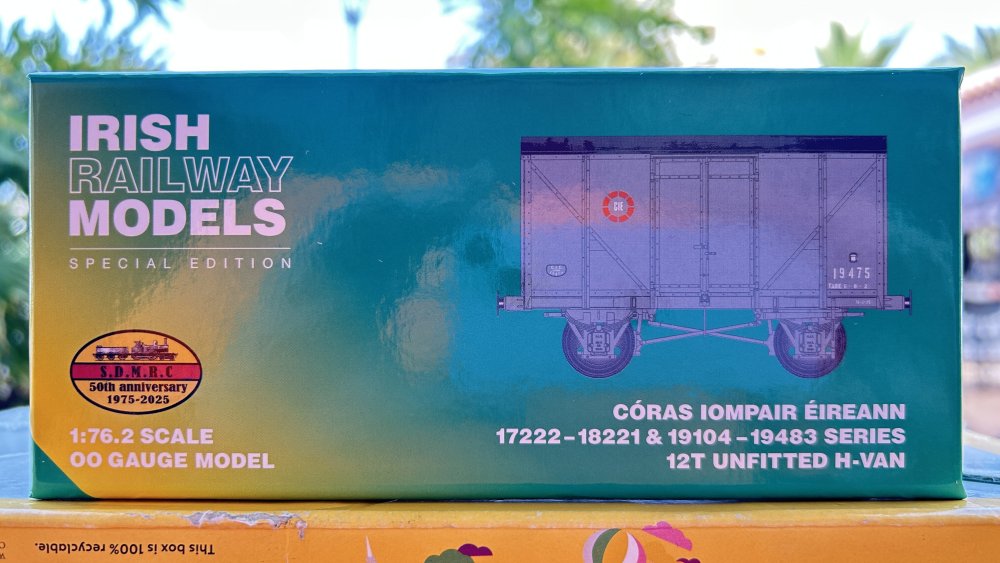 IRISH
RAILWAY
MODELS
SPECIAL EDITION
CIE
19475
S.D.M.R.C
50th anniversary
1975-2025
1:76.2 SCALE
OO GAUGE MODEL
CÓRAS IOMPAIR ÉIREANN
17222–18221 & 19104–19483 SERIES
12T UNFITTED H-VAN
This box is 100% recyclable.